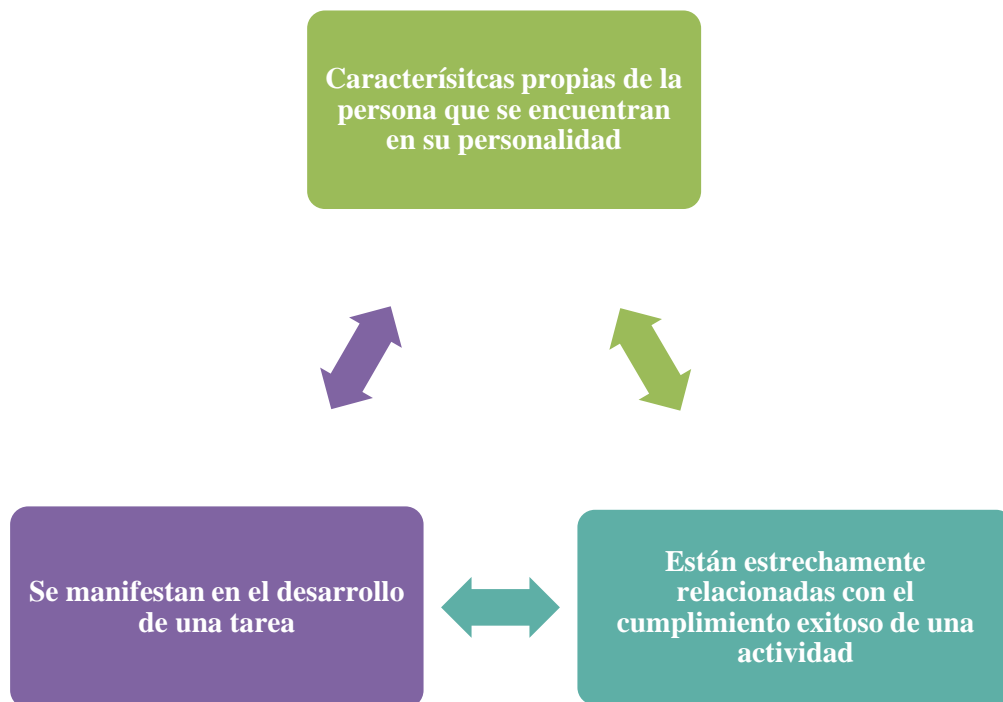 Caracterísitcas propias de la
persona que se encuentran
en su personalidad
Se manifestan en el desarrollo
de una tarea
Están estrechamente
relacionadas con el
cumplimiento exitoso de una
actividad